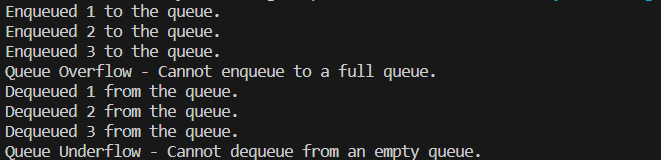 Enqueued 1 to the queue.
Enqueued 2 to the queue.
Enqueued 3 to the queue.
Queue Overflow - Cannot enqueue to a full queue.
Dequeued 1 from the queue.
Dequeued 2 from the queue.
Dequeued 3 from the queue.
Queue Underflow - Cannot dequeue from an empty queue.